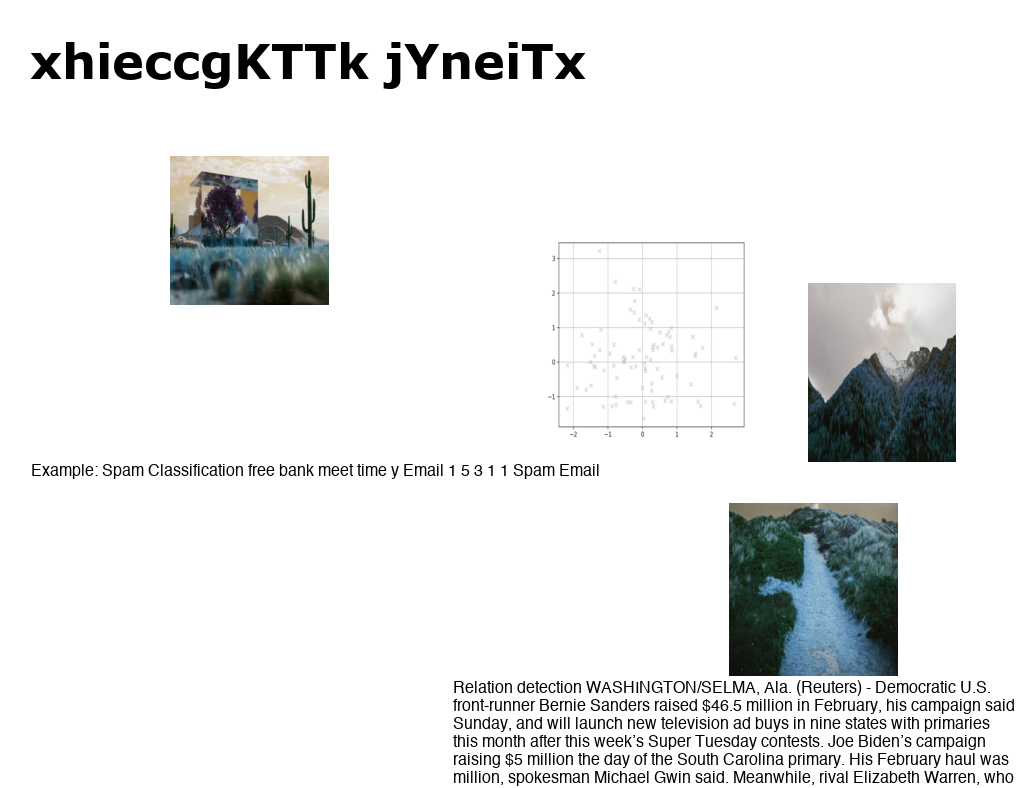 xhieccgKTTk jYneiTx
3
2
1
0
−1
−2 −1 0 1 2
Example: Spam Classification free bank meet time y Email 1 5 3 1 1 Spam Email
Relation detection WASHINGTON/SELMA, Ala. (Reuters) - Democratic U.S.
front-runner Bernie Sanders raised $46.5 million in February, his campaign said
Sunday, and will launch new television ad buys in nine states with primaries
this month after this week’s Super Tuesday contests. Joe Biden’s campaign
raising $5 million the day of the South Carolina primary. His February haul was
million, spokesman Michael Gwin said. Meanwhile, rival Elizabeth Warren, who